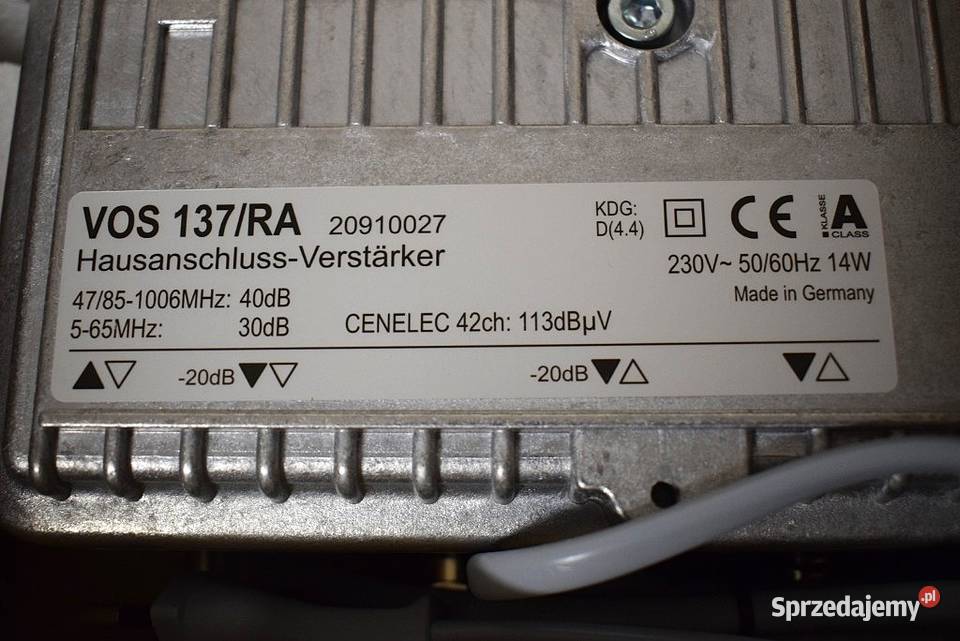 VOS 137/RA 20910027
Hausanschluss-Verstärker
KDG:
D(4.4)
CE
KLASSE A CLASS
230V~ 50/60Hz 14W
Made in Germany
47/85-1006MHz: 40dB
5-65MHz: 30dB
CENELEC 42ch: 113dBµV
▲▽ -20dB▼▽ -20dB▼△ ▼△
Sprzedajemy.pl